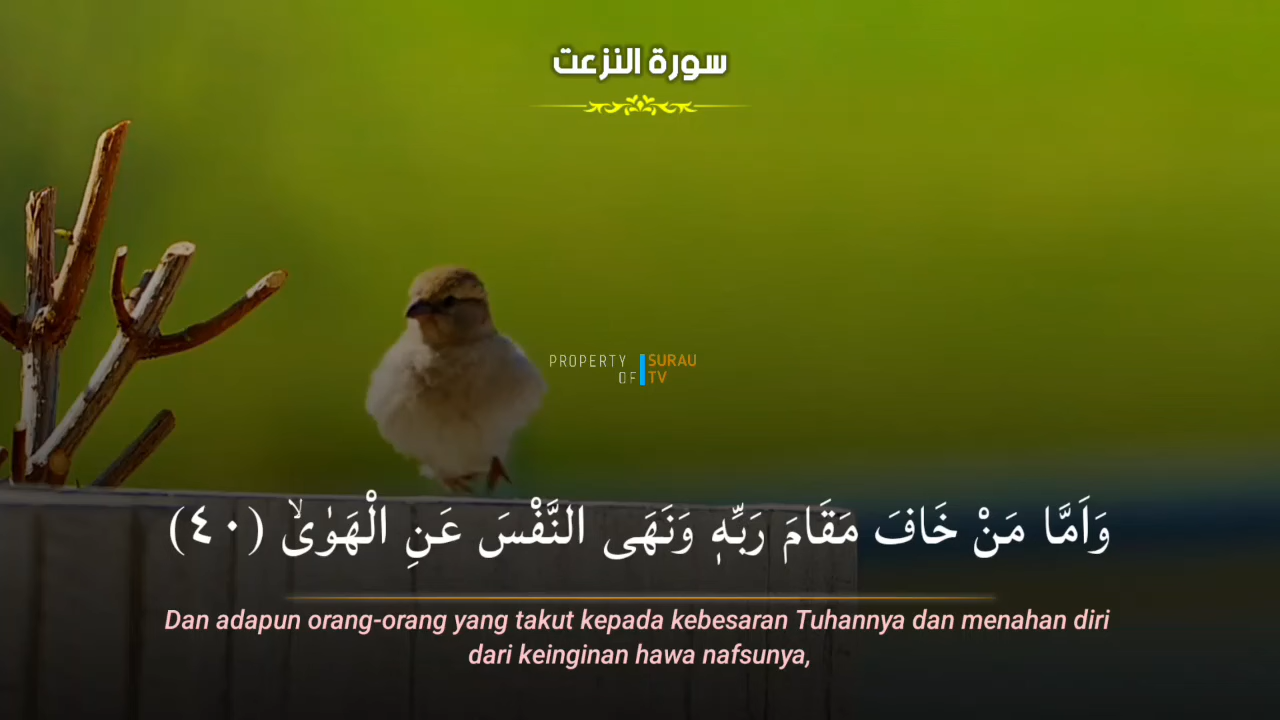 سورة النزعت
PROPERTY OF SURAU TV
وَاَمَّا مَنْ خَافَ مَقَامَ رَبِّهٖ وَنَهَى النَّفْسَ عَنِ الْهَوٰىۙ (٤٠)
Dan adapun orang-orang yang takut kepada kebesaran Tuhannya dan menahan diri
dari keinginan hawa nafsunya,